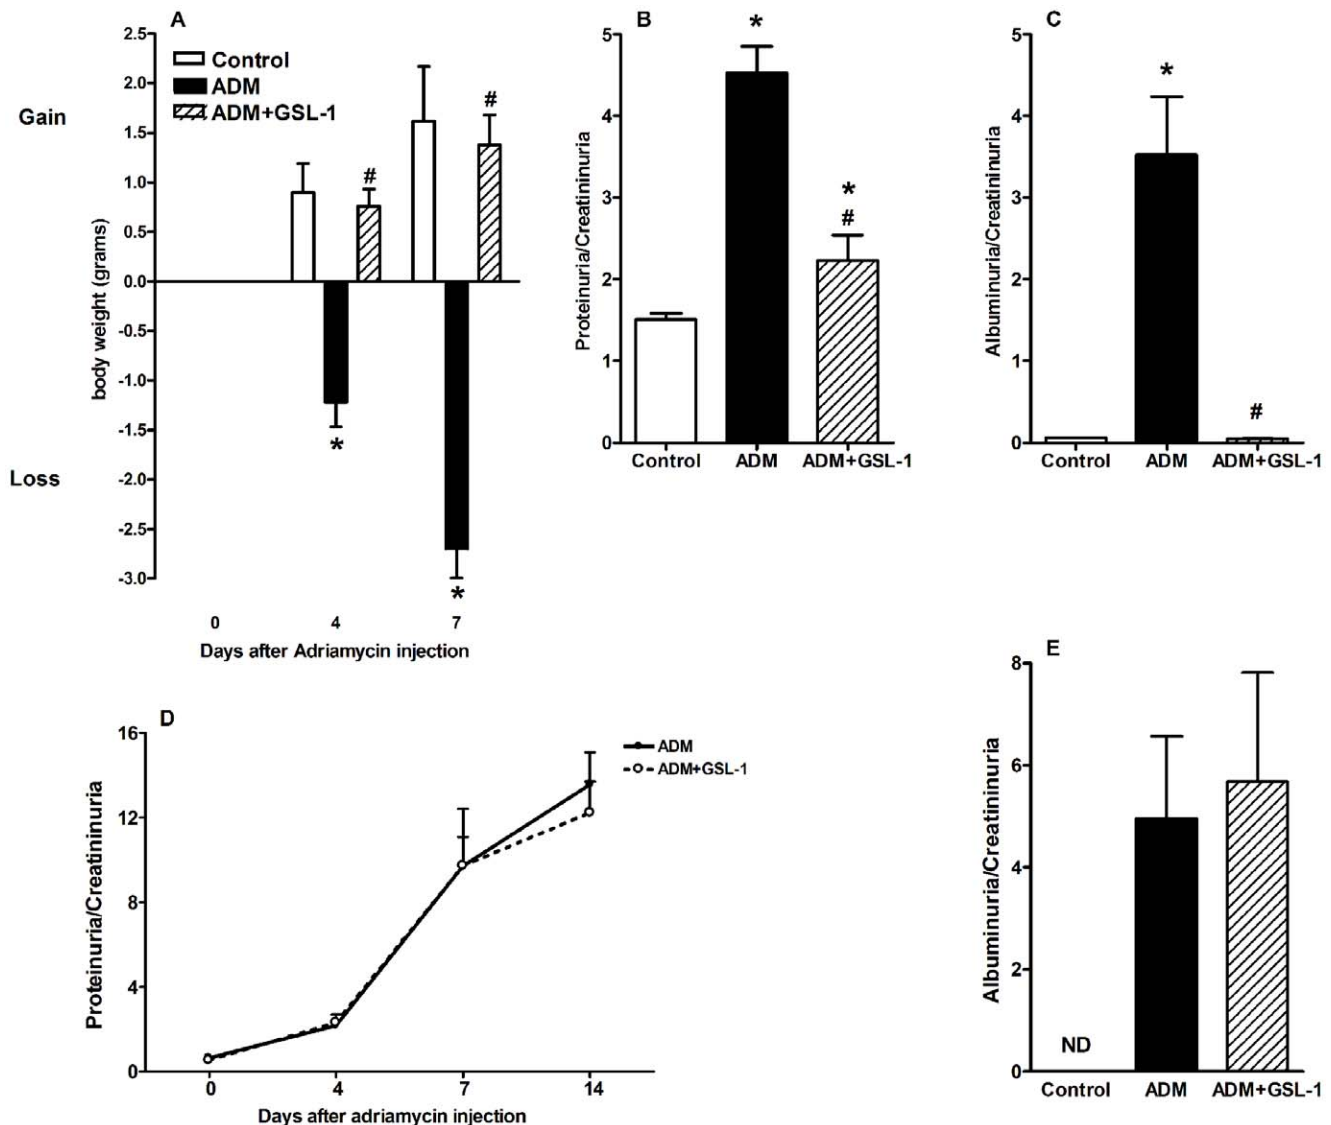 A
2.5
2.0
1.5
1.0
0.5
0.0
-0.5
-1.0
-1.5
-2.0
-2.5
-3.0
Gain
Loss
body weight (grams)
Control
ADM
ADM+GSL-1
#
#
*
*
0
4
7
Days after Adriamycin injection
B
5
4
3
2
1
0
Proteinuria/Creatininuria
*
*
#
Control
ADM
ADM+GSL-1
C
5
4
3
2
1
0
Albuminuria/Creatininuria
*
#
Control
ADM
ADM+GSL-1
D
16
12
8
4
0
Proteinuria/Creatininuria
ADM
ADM+GSL-1
0
4
7
14
Days after adriamycin injection
E
8
6
4
2
0
Albuminuria/Creatininuria
ND
Control
ADM
ADM+GSL-1